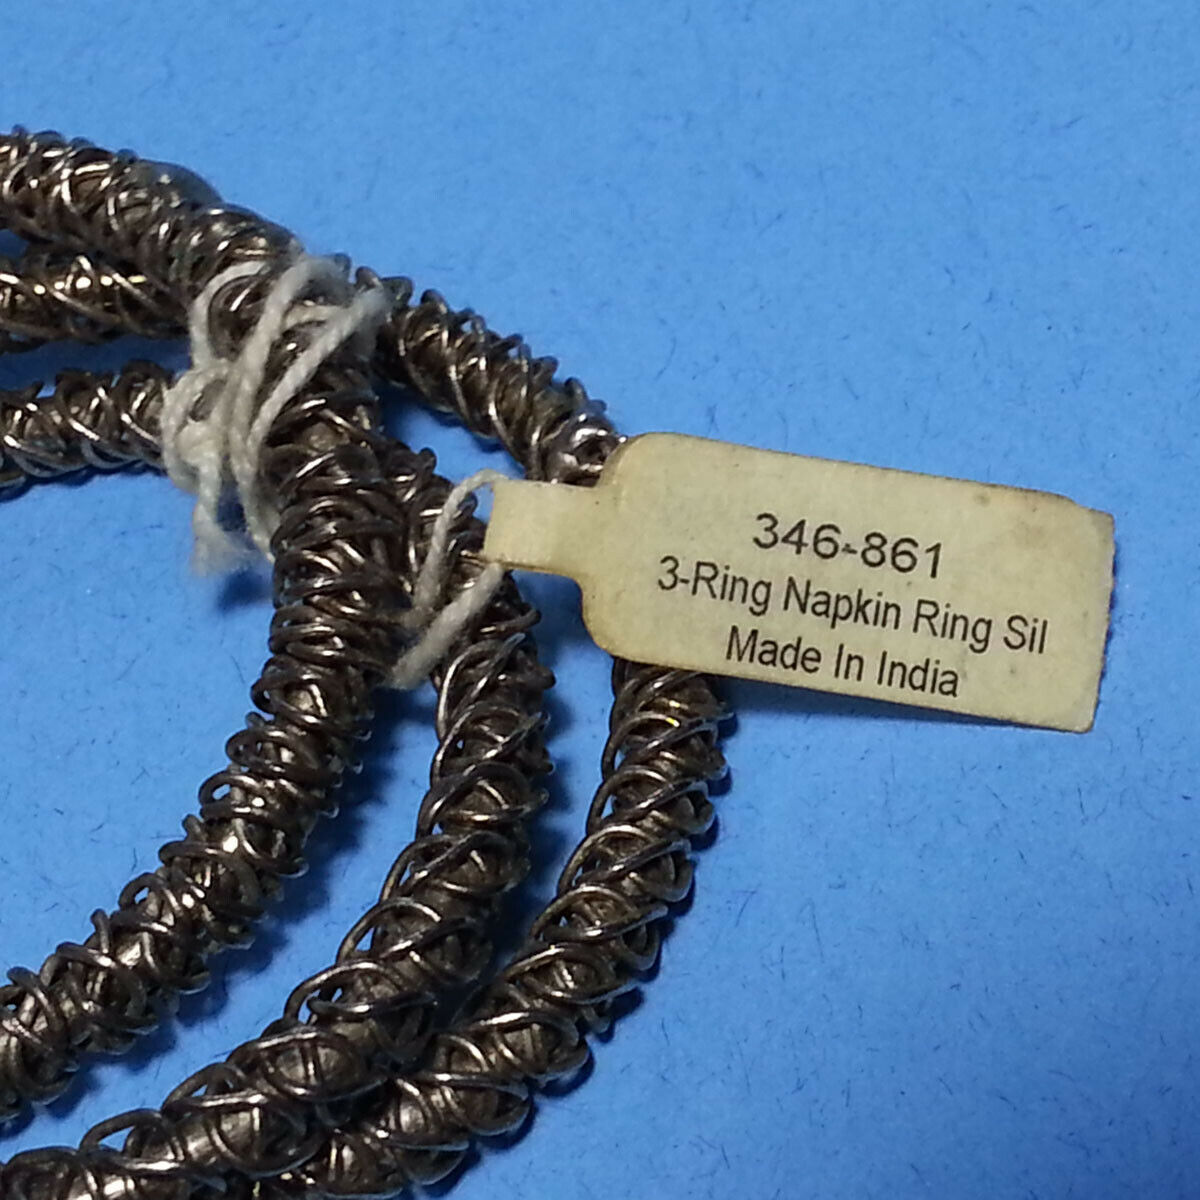 346-861
3-Ring Napkin Ring Sil
Made In India